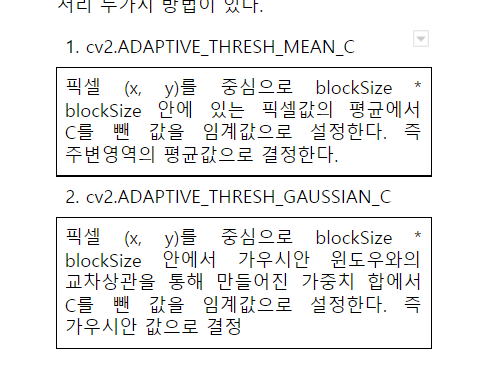 처리 두가지 방법이 있다.
1. cv2.ADAPTIVE_THRESH_MEAN_C
픽셀 (x, y)를 중심으로 blockSize *
blockSize 안에 있는 픽셀값의 평균에서
C를 뺀 값을 임계값으로 설정한다. 즉
주변영역의 평균값으로 결정한다.
2. cv2.ADAPTIVE_THRESH_GAUSSIAN_C
픽셀 (x, y)를 중심으로 blockSize *
blockSize 안에서 가우시안 윈도우와의
교차상관을 통해 만들어진 가중치 합에서
C를 뺀 값을 임계값으로 설정한다. 즉
가우시안 값으로 결정